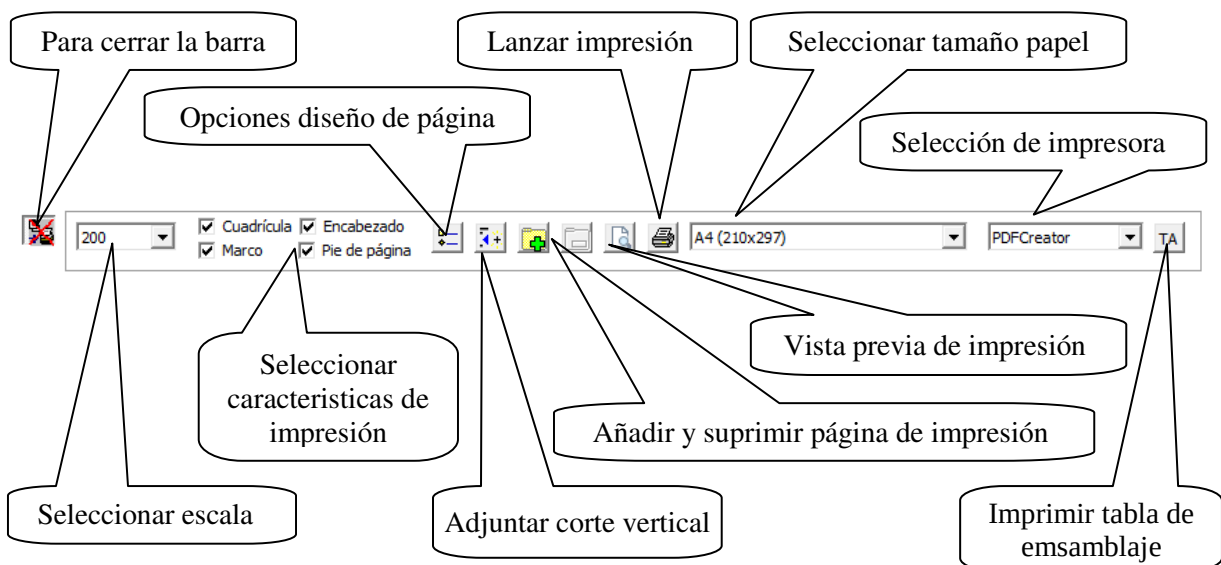 Para cerrar la barra
Lanzar impresión
Seleccionar tamaño papel
Opciones diseño de página
Selección de impresora
200
Cuadrícula
Encabezado
Marco
Pie de página
A4 (210x297)
PDFCreator
TA
Vista previa de impresión
Seleccionar
caracteristicas de
impresión
Añadir y suprimir página de impresión
Seleccionar escala
Adjuntar corte vertical
Imprimir tabla de
emsamblaje